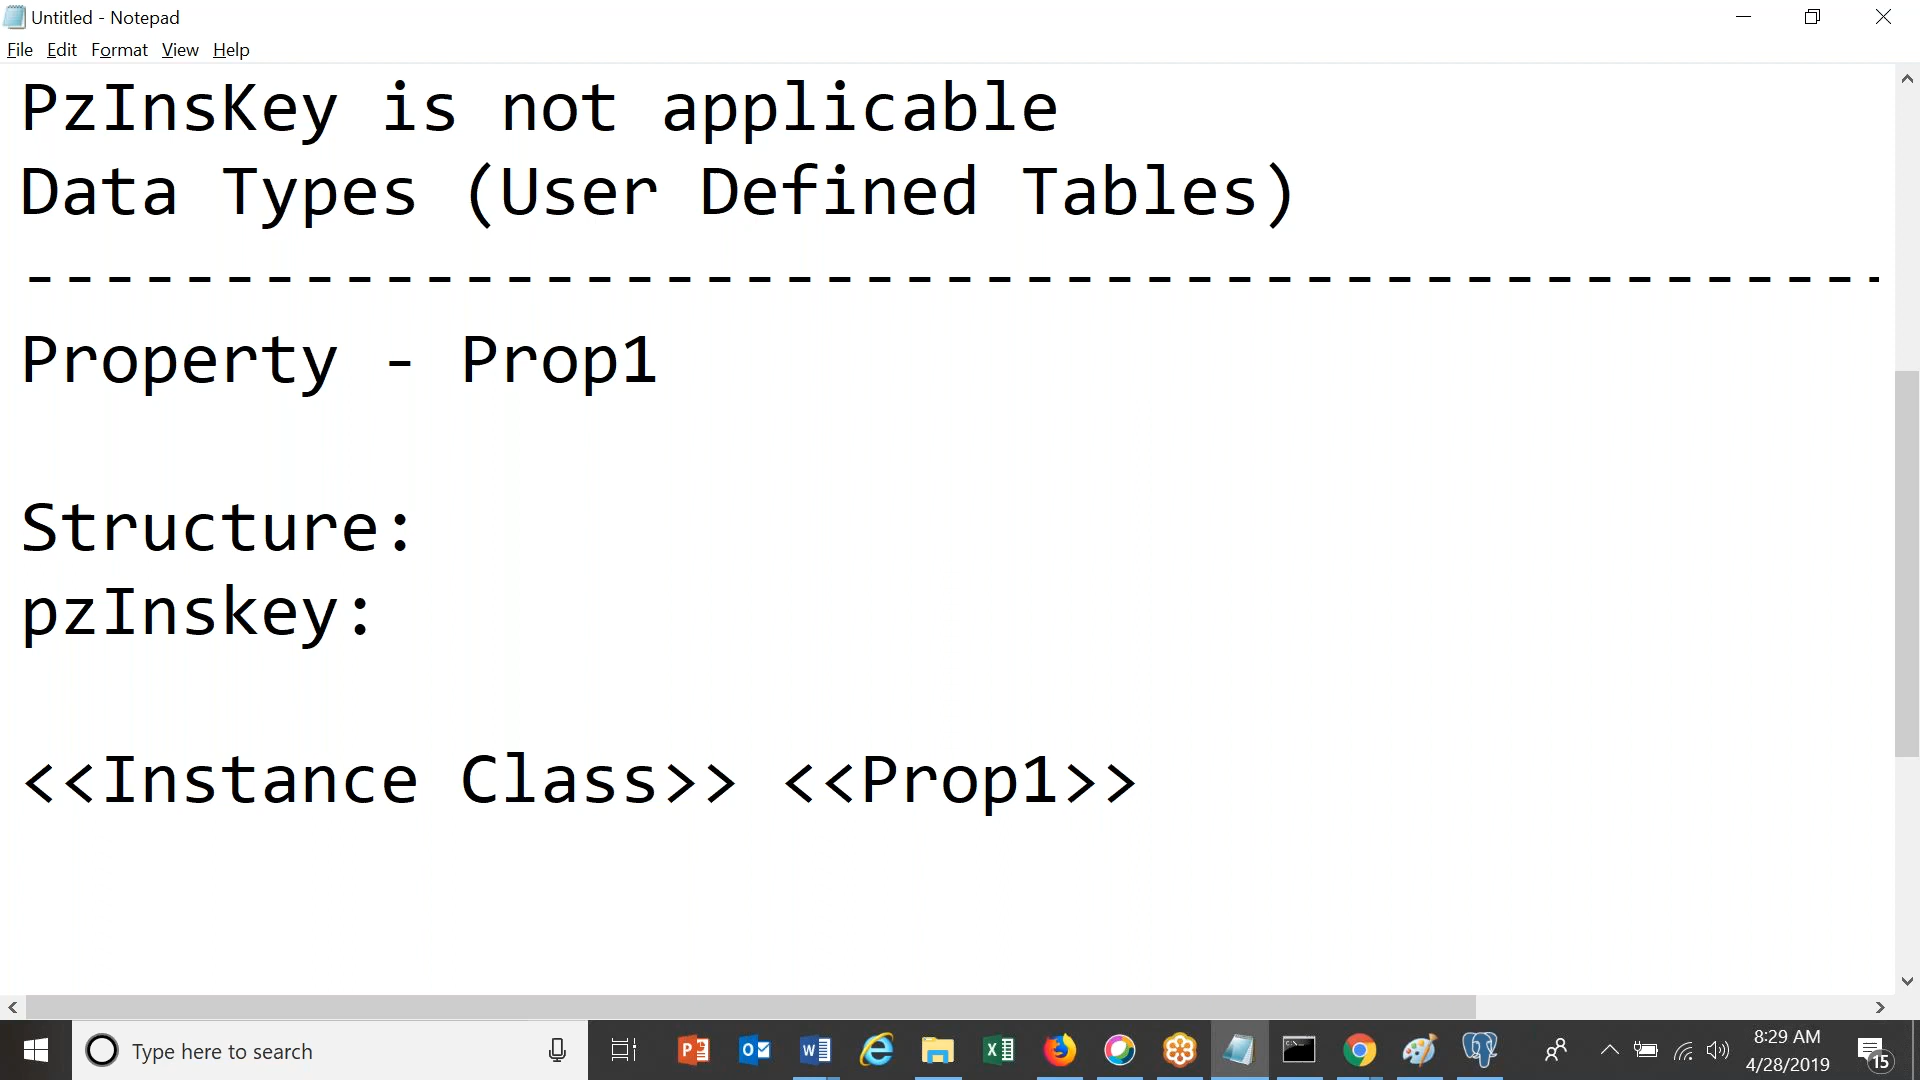 Untitled - Notepad
File Edit Format View Help
PzInsKey is not applicable
Data Types (User Defined Tables)
-----------------------------------------------
Property - Prop1
Structure:
pzInskey:
<<Instance Class>> <<Prop1>>
Type here to search
8:29 AM
4/28/2019
15